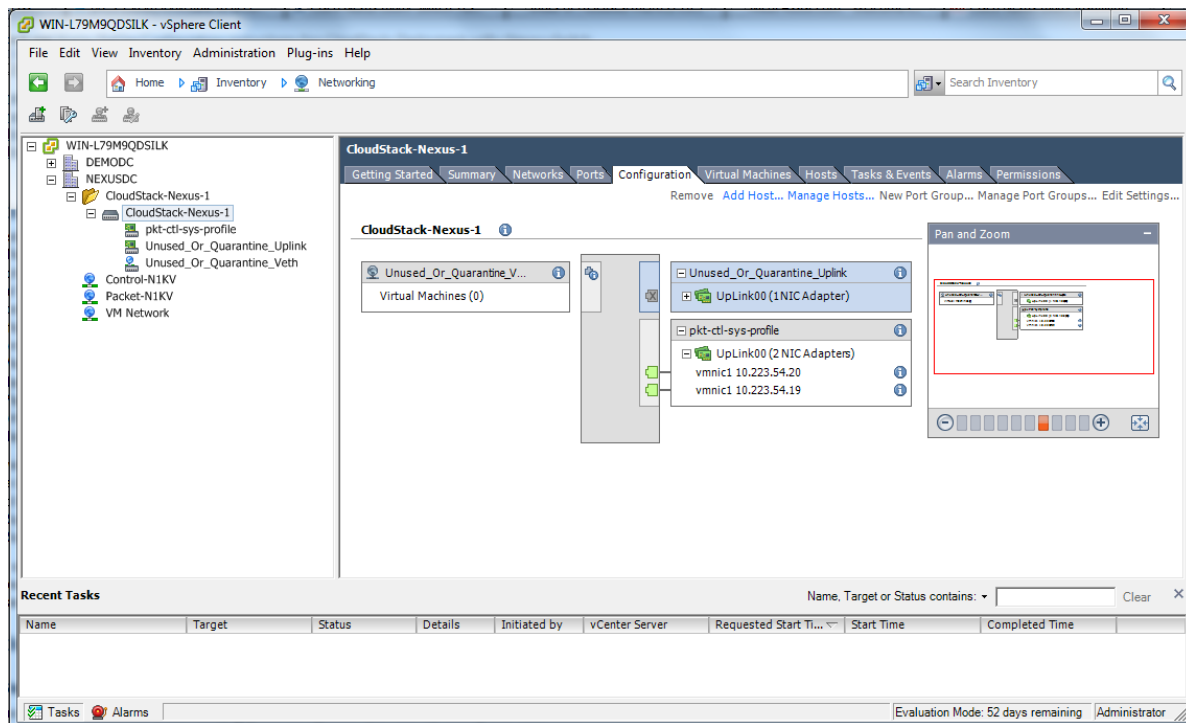 WIN-L79M9QDSILK - vSphere Client
File Edit View Inventory Administration Plug-ins Help
Home Inventory Networking
Search Inventory
WIN-L79M9QDSILK
DEMODC
NEXUSDC
CloudStack-Nexus-1
CloudStack-Nexus-1
pkt-ctl-sys-profile
Unused_Or_Quarantine_Uplink
Unused_Or_Quarantine_Veth
Control-N1KV
Packet-N1KV
VM Network
CloudStack-Nexus-1
Getting Started Summary Networks Ports Configuration Virtual Machines Hosts Tasks & Events Alarms Permissions
Remove Add Host... Manage Hosts... New Port Group... Manage Port Groups... Edit Settings...
CloudStack-Nexus-1
Unused_Or_Quarantine_V...
Virtual Machines (0)
Unused_Or_Quarantine_Uplink
UpLink00 (1 NIC Adapter)
pkt-ctl-sys-profile
UpLink00 (2 NIC Adapters)
vmnic1 10.223.54.20
vmnic1 10.223.54.19
Pan and Zoom
Recent Tasks
Name, Target or Status contains:
Clear
Name Target Status Details Initiated by vCenter Server Requested Start Ti... Start Time Completed Time
Tasks Alarms
Evaluation Mode: 52 days remaining Administrator